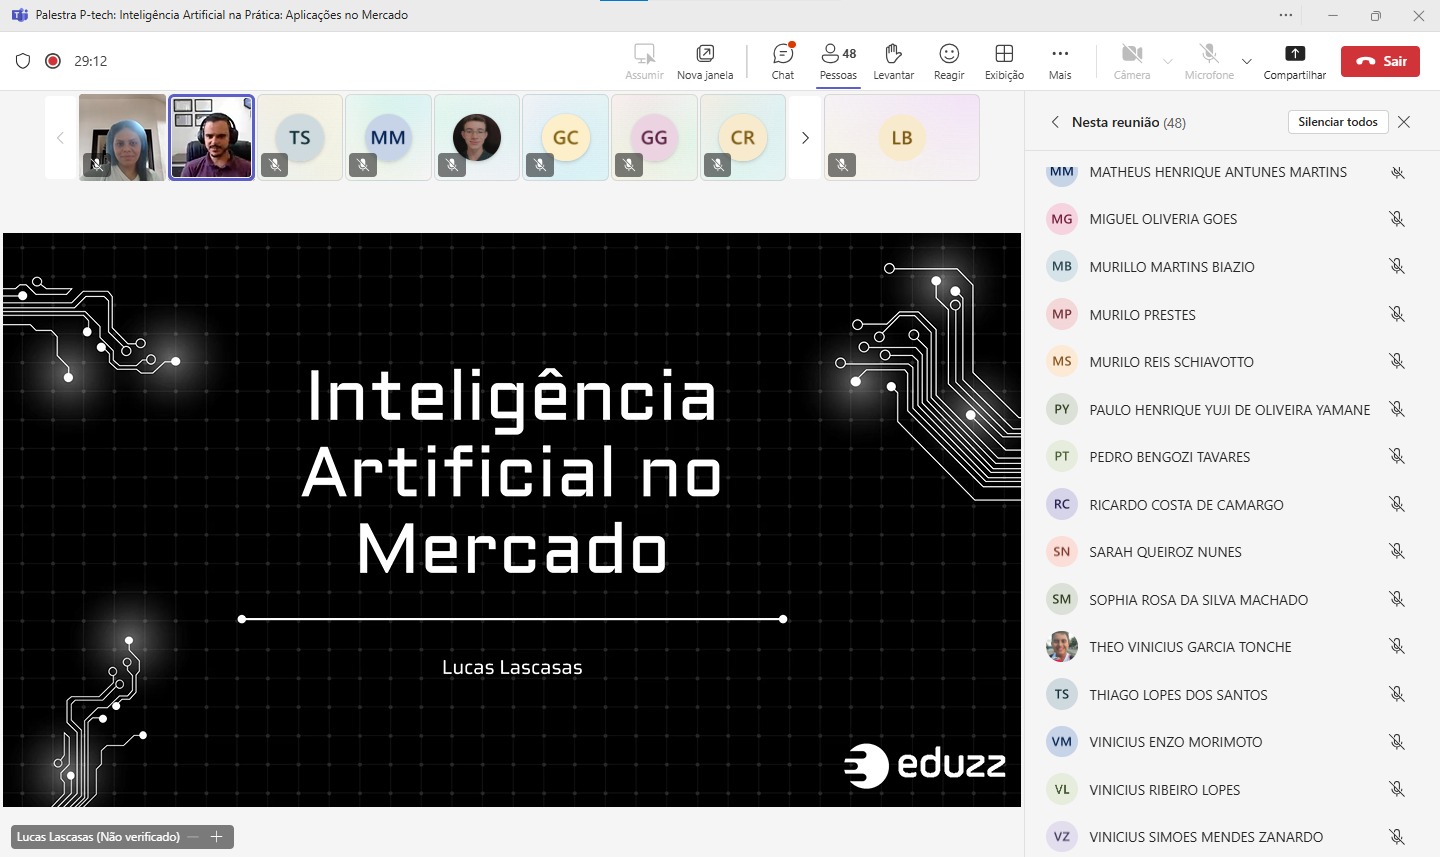 Palestra P-tech: Inteligência Artificial na Prática: Aplicações no Mercado
29:12
Assumir
Nova janela
Chat
48
Pessoas
Levantar
Reagir
Exibição
Mais
Câmera
Microfone
Compartilhar
Sair
TS
MM
GC
GG
CR
LB
Nesta reunião (48)
Silenciar todos
MM MATHEUS HENRIQUE ANTUNES MARTINS
MG MIGUEL OLIVERIA GOES
MB MURILLO MARTINS BIAZIO
MP MURILO PRESTES
MS MURILO REIS SCHIAVOTTO
PY PAULO HENRIQUE YUJI DE OLIVEIRA YAMANE
PT PEDRO BENGOZI TAVARES
RC RICARDO COSTA DE CAMARGO
SN SARAH QUEIROZ NUNES
SM SOPHIA ROSA DA SILVA MACHADO
THEO VINICIUS GARCIA TONCHE
TS THIAGO LOPES DOS SANTOS
VM VINICIUS ENZO MORIMOTO
VL VINICIUS RIBEIRO LOPES
VZ VINICIUS SIMOES MENDES ZANARDO
Inteligência
Artificial no
Mercado
Lucas Lascasas
eduzz
Lucas Lascasas (Não verificado)